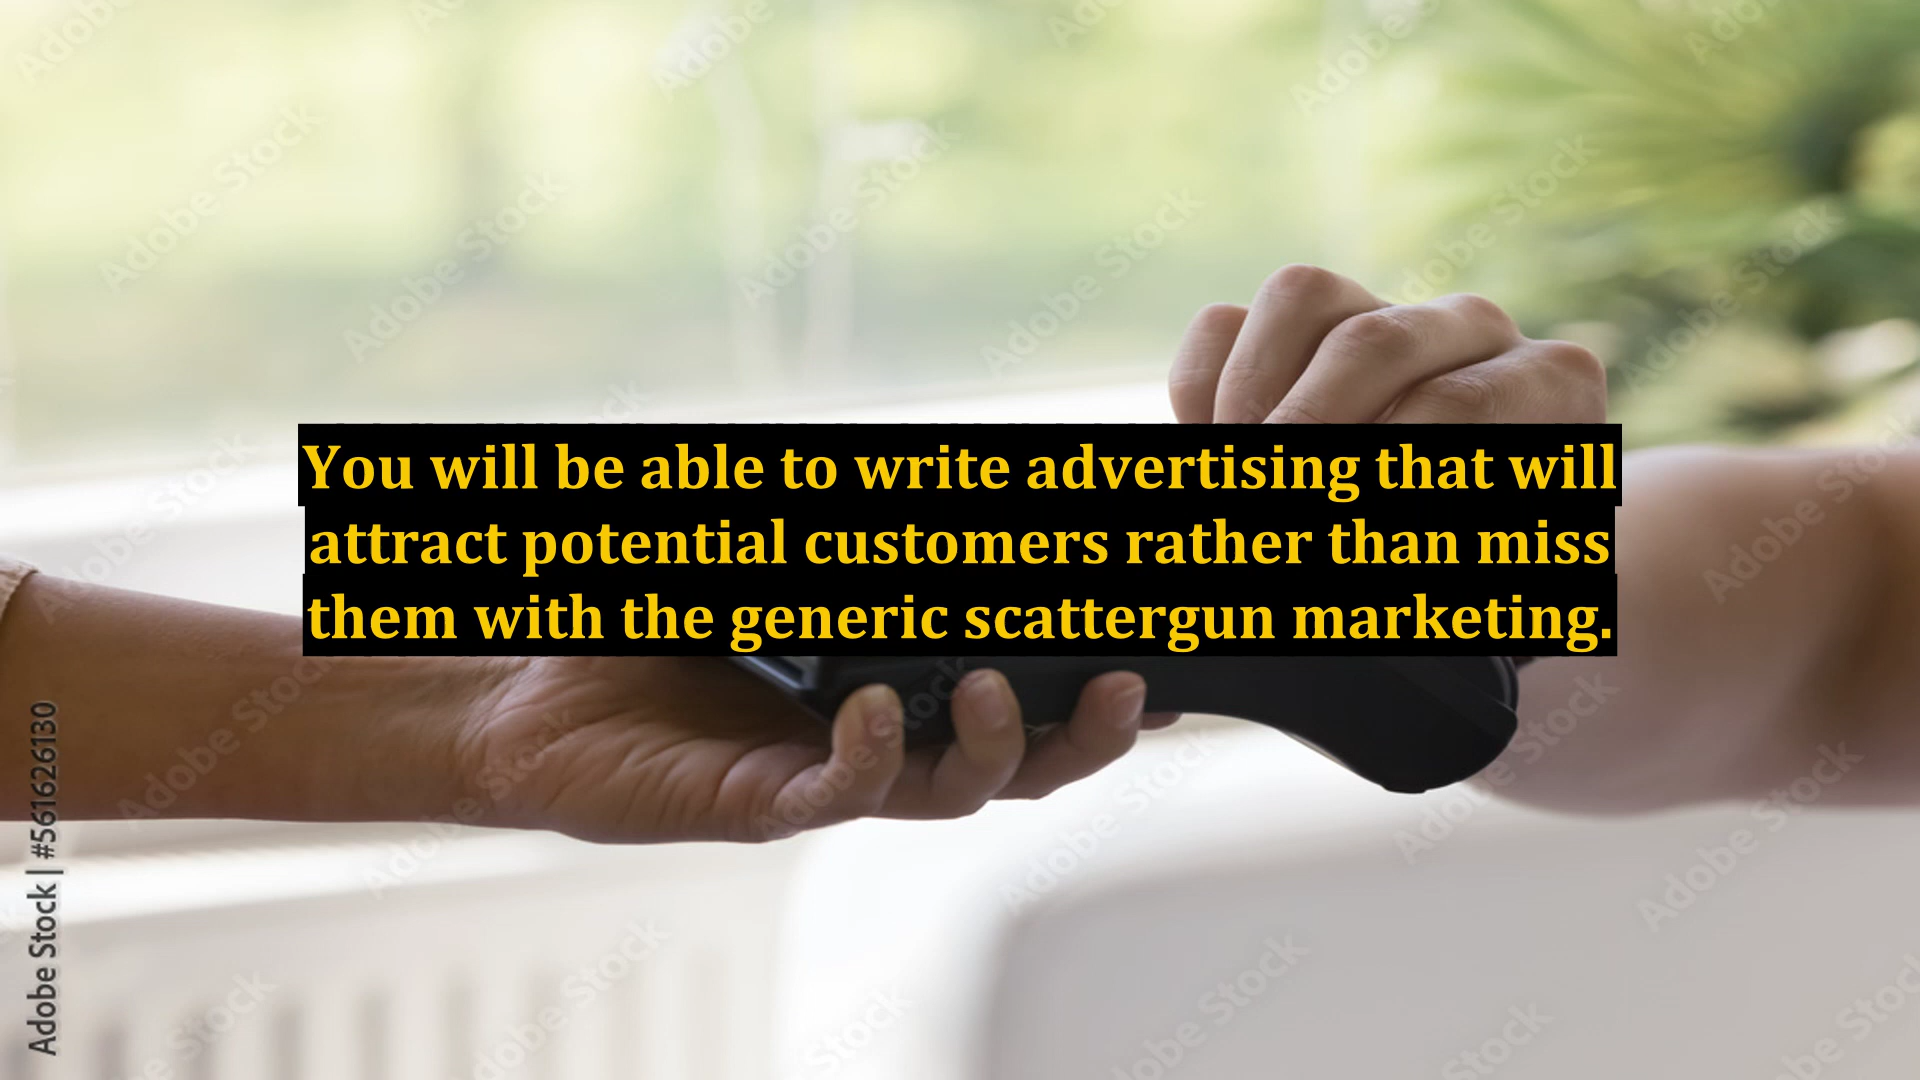 You will be able to write advertising that will
attract potential customers rather than miss
them with the generic scattergun marketing.
Adobe Stock | #561626130